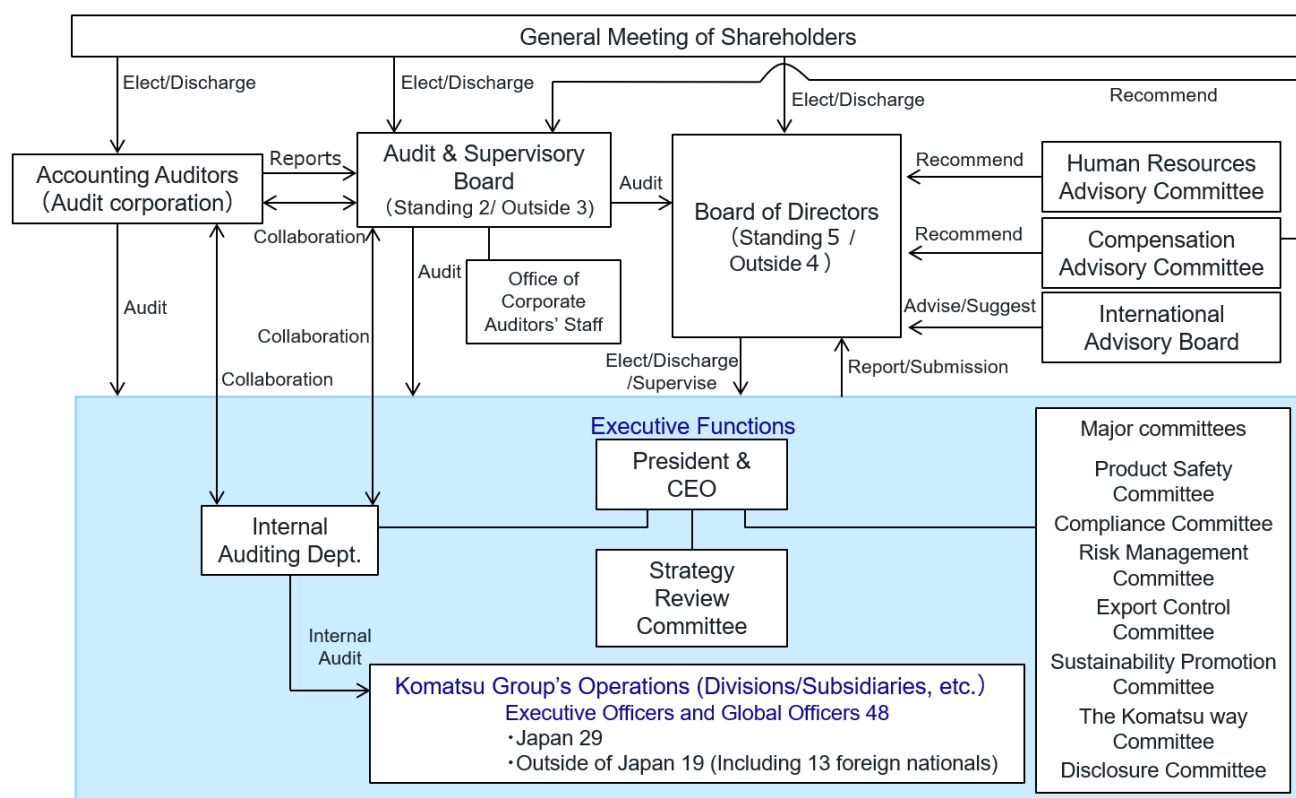 General Meeting of Shareholders
Elect/Discharge
Elect/Discharge
Elect/Discharge
Recommend
Accounting Auditors
（Audit corporation）
Reports
Collaboration
Audit & Supervisory
Board
(Standing 2/ Outside 3)
Audit
Board of Directors
（Standing 5 /
Outside 4）
Recommend
Human Resources
Advisory Committee
Recommend
Compensation
Advisory Committee
Advise/Suggest
International
Advisory Board
Audit
Audit
Office of
Corporate
Auditors’ Staff
Collaboration
Collaboration
Elect/Discharge
/Supervise
Report/Submission
Executive Functions
President &
CEO
Internal
Auditing Dept.
Strategy
Review
Committee
Internal
Audit
Komatsu Group’s Operations (Divisions/Subsidiaries, etc.）
Executive Officers and Global Officers 48
・Japan 29
・Outside of Japan 19 (Including 13 foreign nationals)
Major committees
Product Safety
Committee
Compliance Committee
Risk Management
Committee
Export Control
Committee
Sustainability Promotion
Committee
The Komatsu way
Committee
Disclosure Committee